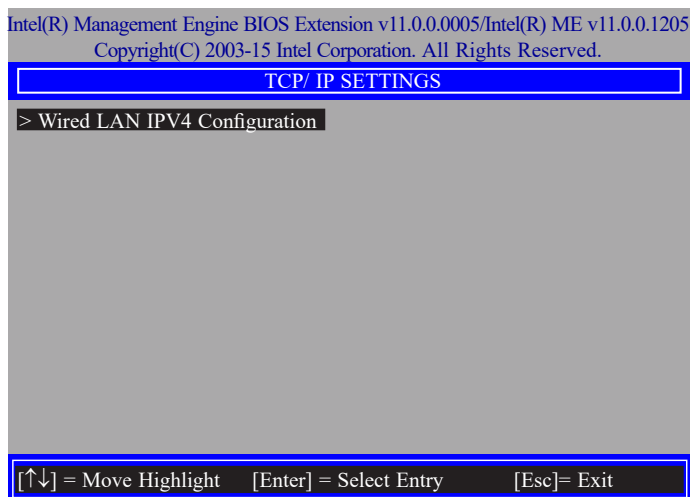 Intel(R) Management Engine BIOS Extension v11.0.0.0005/Intel(R) ME v11.0.0.1205
Copyright(C) 2003-15 Intel Corporation. All Rights Reserved.
TCP/ IP SETTINGS
> Wired LAN IPV4 Configuration
[↑↓] = Move Highlight [Enter] = Select Entry [Esc]= Exit